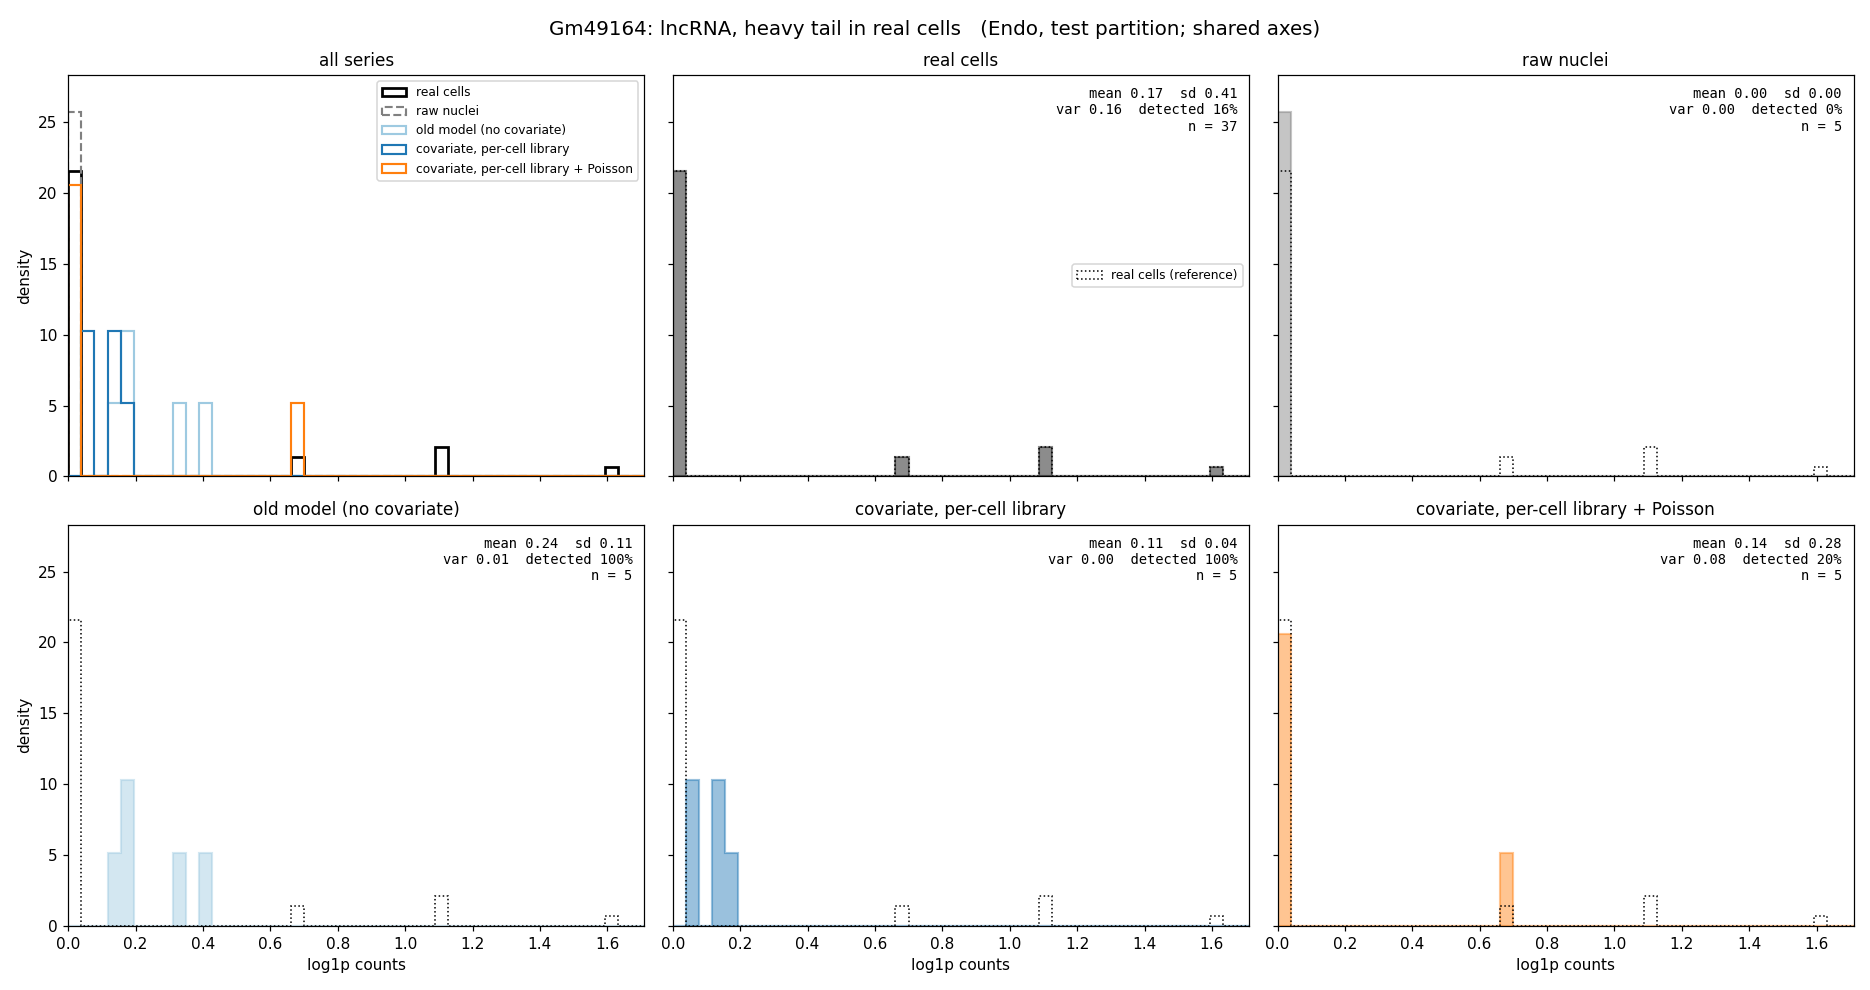 Gm49164: lncRNA, heavy tail in real cells   (Endo, test partition; shared axes)
all series
real cells
raw nuclei
old model (no covariate)
covariate, per-cell library
covariate, per-cell library + Poisson
density
25
20
15
10
5
0
real cells
mean 0.17  sd 0.41
var 0.16  detected 16%
n = 37
real cells (reference)
raw nuclei
mean 0.00  sd 0.00
var 0.00  detected 0%
n = 5
old model (no covariate)
mean 0.24  sd 0.11
var 0.01  detected 100%
n = 5
density
25
20
15
10
5
0
0.0 0.2 0.4 0.6 0.8 1.0 1.2 1.4 1.6
log1p counts
covariate, per-cell library
mean 0.11  sd 0.04
var 0.00  detected 100%
n = 5
0.0 0.2 0.4 0.6 0.8 1.0 1.2 1.4 1.6
log1p counts
covariate, per-cell library + Poisson
mean 0.14  sd 0.28
var 0.08  detected 20%
n = 5
0.0 0.2 0.4 0.6 0.8 1.0 1.2 1.4 1.6
log1p counts